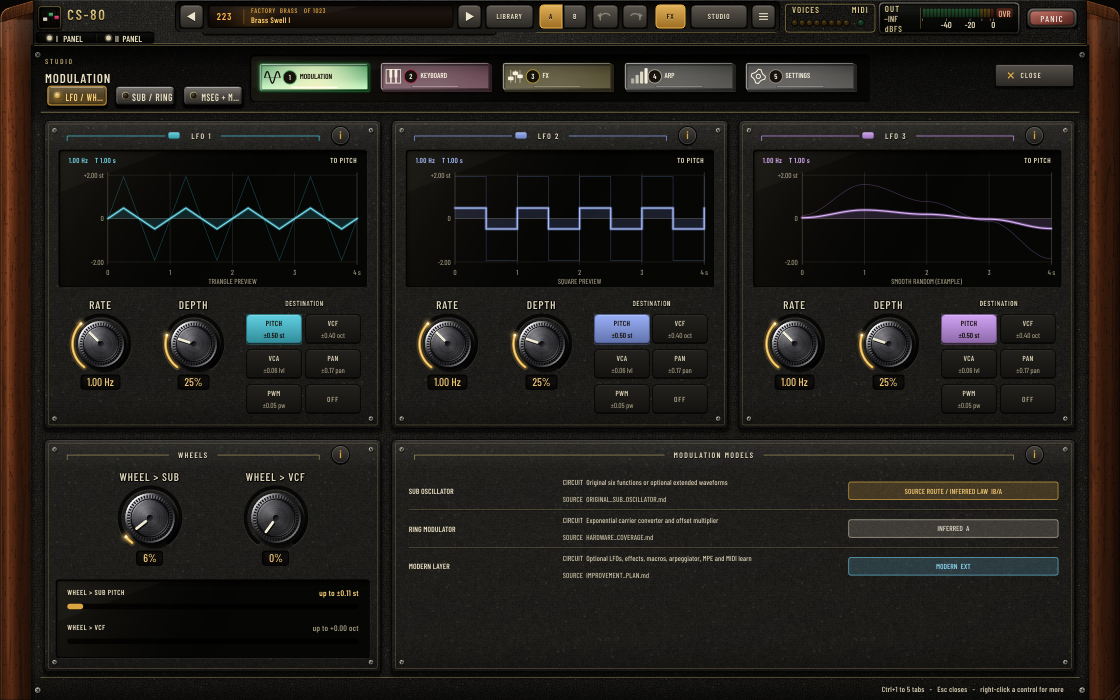 CS-80
I PANEL
II PANEL
223
FACTORY BRASS OF 1023
Brass Swell I
LIBRARY
A
B
FX
STUDIO
VOICES
MIDI
OUT
-INF
dBFS
-40
-20
0
OVR
PANIC
STUDIO
MODULATION
LFO / WH...
SUB / RING
MSEG + M...
1 MODULATION
2 KEYBOARD
3 FX
4 ARP
5 SETTINGS
CLOSE
LFO 1
i
1.00 Hz T 1.00 s
TO PITCH
+2.00 st
0
-2.00
0
1
2
3
4 s
TRIANGLE PREVIEW
RATE
DEPTH
DESTINATION
PITCH
±0.50 st
VCF
±0.40 oct
VCA
±0.06 lvl
PAN
±0.17 pan
PWM
±0.05 pw
OFF
1.00 Hz
25%
LFO 2
i
1.00 Hz T 1.00 s
TO PITCH
+2.00 st
0
-2.00
0
1
2
3
4 s
SQUARE PREVIEW
RATE
DEPTH
DESTINATION
PITCH
±0.50 st
VCF
±0.40 oct
VCA
±0.06 lvl
PAN
±0.17 pan
PWM
±0.05 pw
OFF
1.00 Hz
25%
LFO 3
i
1.00 Hz T 1.00 s
TO PITCH
+2.00 st
0
-2.00
0
1
2
3
4 s
SMOOTH RANDOM (EXAMPLE)
RATE
DEPTH
DESTINATION
PITCH
±0.50 st
VCF
±0.40 oct
VCA
±0.06 lvl
PAN
±0.17 pan
PWM
±0.05 pw
OFF
1.00 Hz
25%
WHEELS
i
WHEEL > SUB
WHEEL > VCF
6%
0%
WHEEL > SUB PITCH
up to ±0.11 st
WHEEL > VCF
up to +0.00 oct
MODULATION MODELS
i
SUB OSCILLATOR
CIRCUIT Original six functions or optional extended waveforms
SOURCE ORIGINAL_SUB_OSCILLATOR.md
SOURCE ROUTE / INFERRED LAW IB/A
RING MODULATOR
CIRCUIT Exponential carrier converter and offset multiplier
SOURCE HARDWARE_COVERAGE.md
INFERRED A
MODERN LAYER
CIRCUIT Optional LFOs, effects, macros, arpeggiator, MPE and MIDI learn
SOURCE IMPROVEMENT_PLAN.md
MODERN EXT
Ctrl+1 to 5 tabs - Esc closes - right-click a control for more